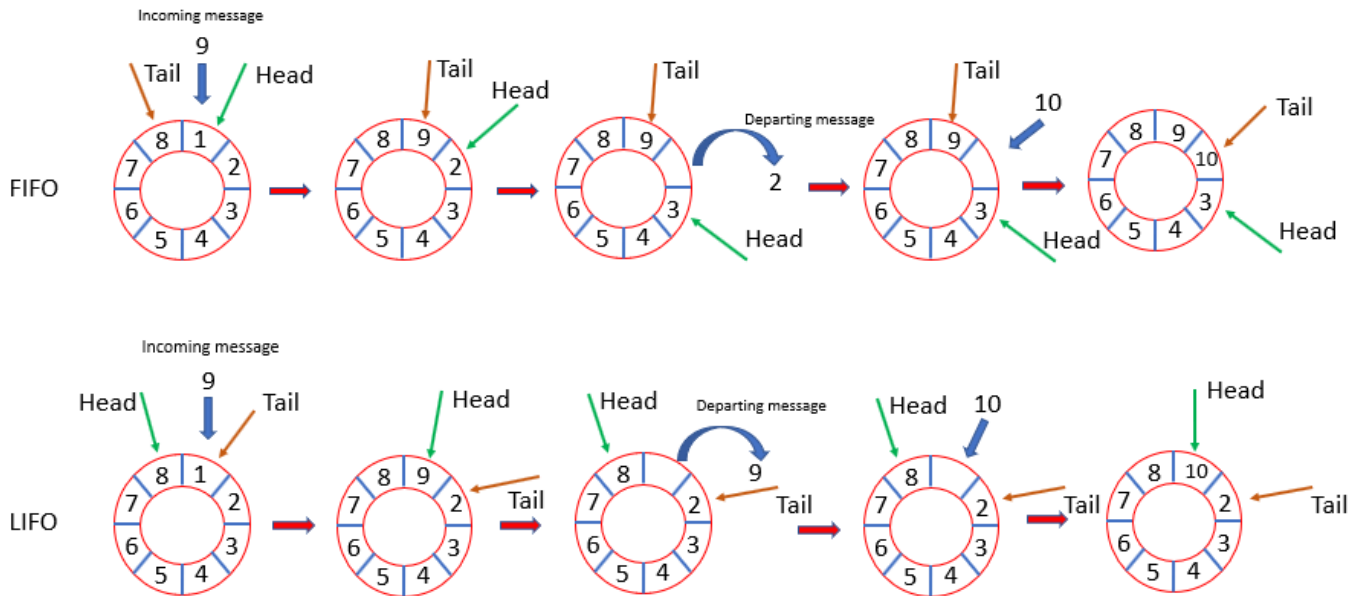 Incoming message
9
Tail
Head
8 1 2 3 4 5 6 7
Tail
Head
8 9 2 3 4 5 6 7
Tail
8 9 3 4 5 6 7
Head
Departing message
2
Tail
10
8 9 3 4 5 6 7
Head
Tail
8 9 10 3 4 5 6 7
Head
FIFO
Incoming message
9
Head
Tail
8 1 2 3 4 5 6 7
Head
8 9 2 3 4 5 6 7
Tail
Head
8 2 3 4 5 6 7
Departing message
9
Tail
Head
10
8 2 3 4 5 6 7
Tail
Head
8 10 2 3 4 5 6 7
Tail
LIFO